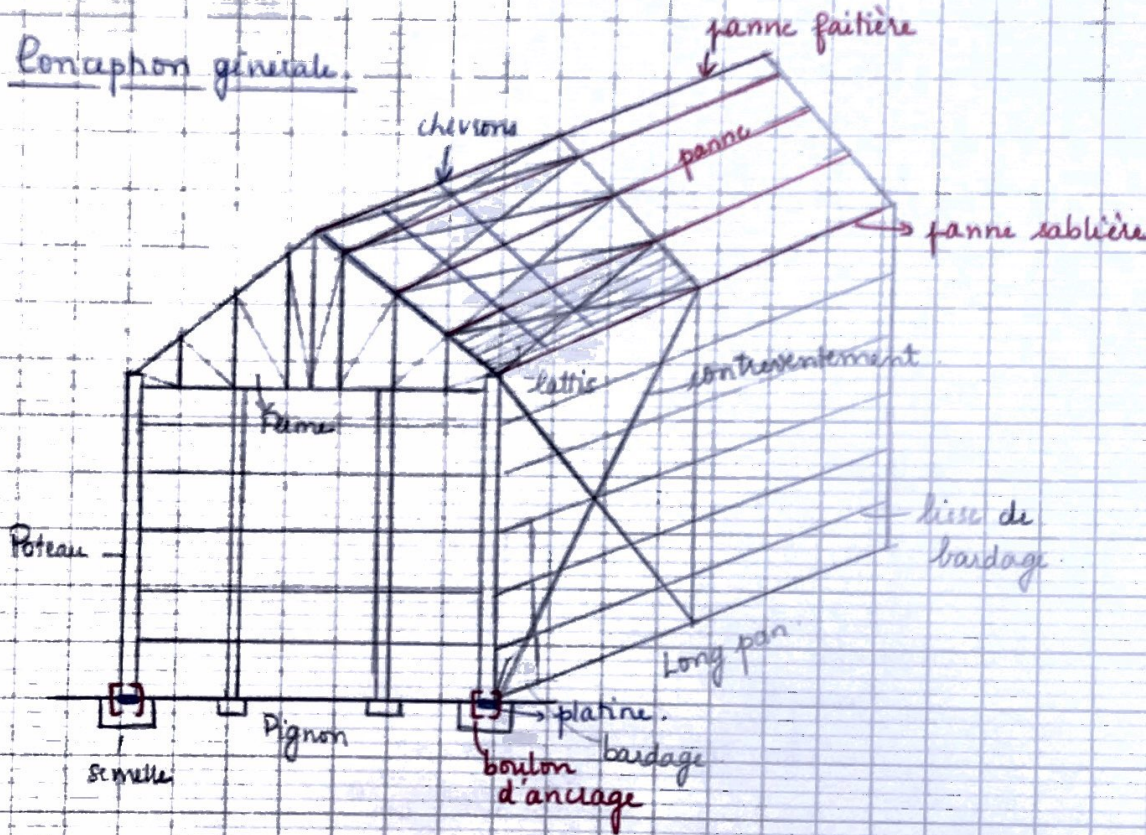 Conception générale.
panne faitière
chevrons
panne
panne sablière
lattis
contreventement
Ferme
Poteau
lisse de
bardage
Long pan
platine.
Pignon
bardage
semelle
boulon
d'ancrage